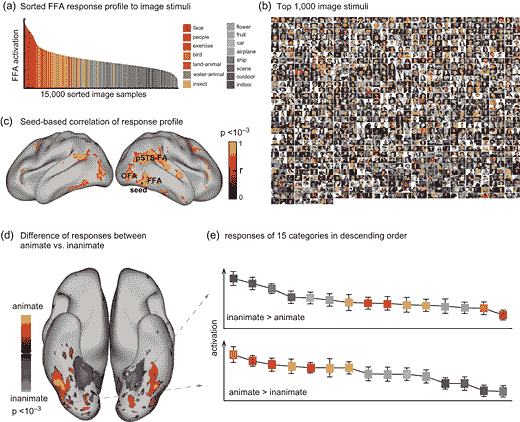 (a) Sorted FFA response profile to image stimuli
FFA activation
15,000 sorted image samples
face
people
exercise
bird
land-animal
water-animal
insect
flower
fruit
car
airplane
ship
scene
outdoor
indoor
(b) Top 1,000 image stimuli
(c) Seed-based correlation of response profile
pSTS-FA
OFA
FFA
seed
p <10⁻³
1
r
0
(d) Difference of responses between
animate vs. inanimate
animate
inanimate
p <10⁻³
(e) responses of 15 categories in descending order
activation
inanimate > animate
animate > inanimate